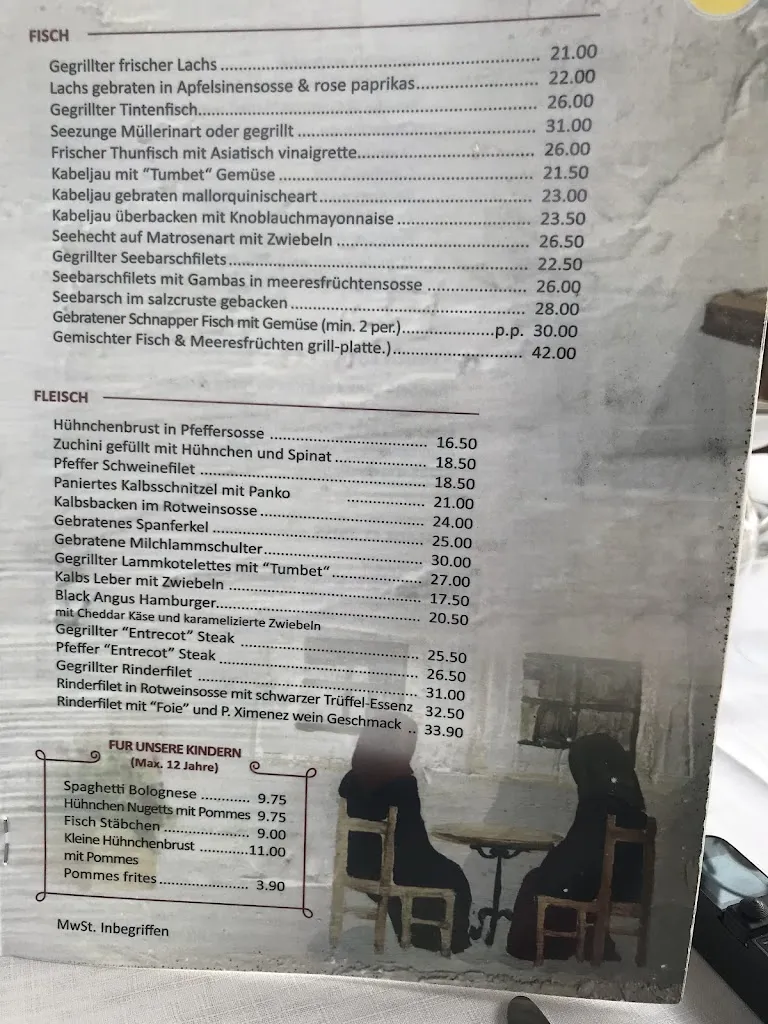 FISCH
Gegrillter frischer Lachs 21.00
Lachs gebraten in Apfelsinensosse & rose paprikas 22.00
Gegrillter Tintenfisch 26.00
Seezunge Müllerinart oder gegrillt 31.00
Frischer Thunfisch mit Asiatisch vinaigrette 26.00
Kabeljau mit "Tumbet" Gemüse 21.50
Kabeljau gebraten mallorquinischeart 23.00
Kabeljau überbacken mit Knoblauchmayonnaise 23.50
Seehecht auf Matrosenart mit Zwiebeln 26.50
Gegrillter Seebarschfilets 22.50
Seebarschfilets mit Gambas in meeresfrüchtensosse 26.00
Seebarsch im salzcruste gebacken 28.00
Gebratener Schnapper Fisch mit Gemüse (min. 2 per.) p.p. 30.00
Gemischter Fisch & Meeresfrüchten grill-platte.) 42.00
FLEISCH
Hühnchenbrust in Pfeffersosse 16.50
Zuchini gefüllt mit Hühnchen und Spinat 18.50
Pfeffer Schweinefilet 18.50
Paniertes Kalbsschnitzel mit Panko 21.00
Kalbsbacken im Rotweinsosse 24.00
Gebratenes Spanferkel 25.00
Gebratene Milchlammschulter 30.00
Gegrillter Lammkotelettes mit "Tumbet" 27.00
Kalbs Leber mit Zwiebeln 17.50
Black Angus Hamburger 20.50
mit Cheddar Käse und karamelizierte Zwiebeln
Gegrillter "Entrecot" Steak 25.50
Pfeffer "Entrecot" Steak 26.50
Gegrillter Rinderfilet 31.00
Rinderfilet in Rotweinsosse mit schwarzer Trüffel-Essenz 32.50
Rinderfilet mit "Foie" und P. Ximenez wein Geschmack .. 33.90
FUR UNSERE KINDERN
(Max. 12 Jahre)
Spaghetti Bolognese 9.75
Hühnchen Nugetts mit Pommes 9.75
Fisch Stäbchen 9.00
Kleine Hühnchenbrust 11.00
mit Pommes
Pommes frites 3.90
MwSt. Inbegriffen